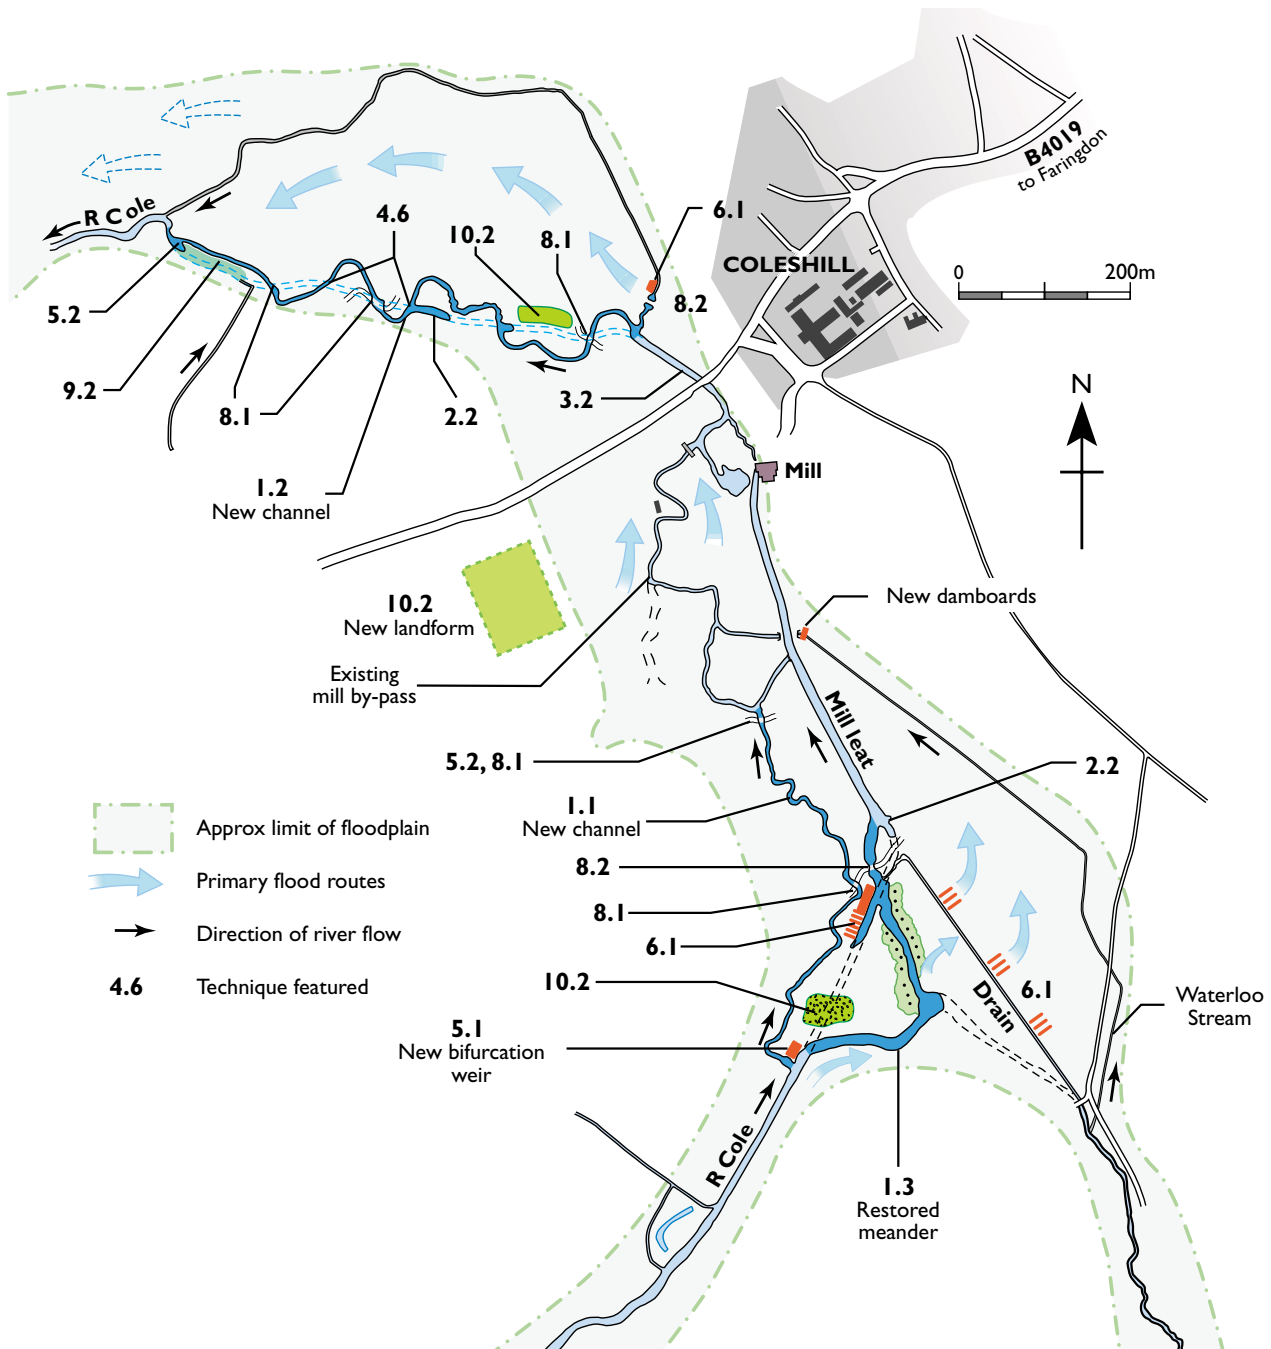 B4019
to Faringdon
R Cole
4.6
10.2
8.1
6.1
COLESHILL
0
200m
8.2
5.2
9.2
8.1
2.2
3.2
N
1.2
New channel
Mill
10.2
New landform
New damboards
Existing
mill by-pass
Mill leat
5.2, 8.1
2.2
1.1
New channel
Approx limit of floodplain
8.2
Primary flood routes
8.1
Direction of river flow
6.1
4.6
Technique featured
10.2
6.1
Drain
Waterloo
Stream
5.1
New bifurcation
weir
R Cole
1.3
Restored
meander